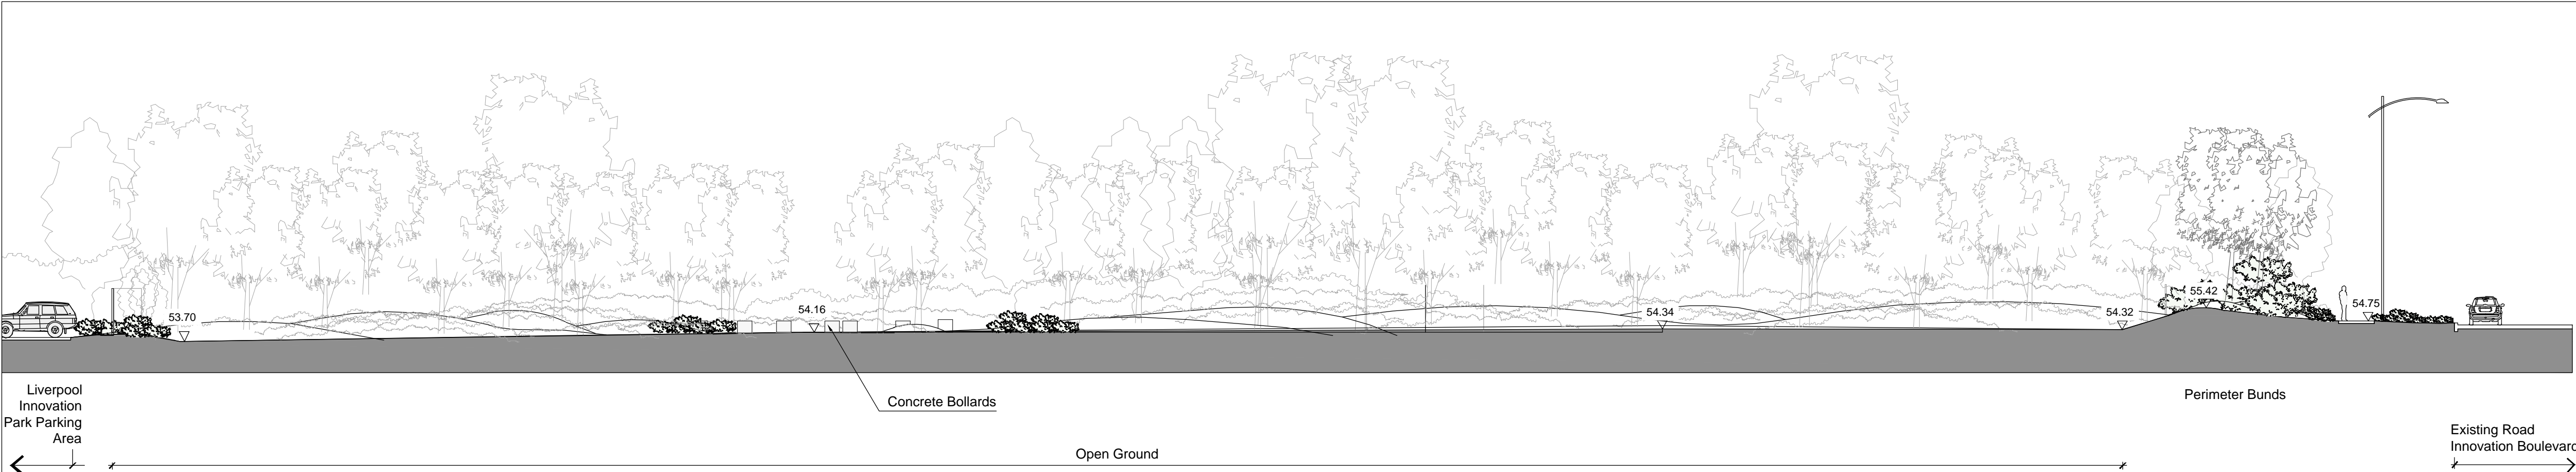 53.70
54.16
54.34
54.32
55.42
54.75
Liverpool
Innovation
Park Parking
Area
Concrete Bollards
Open Ground
Perimeter Bunds
Existing Road
Innovation Boulevard